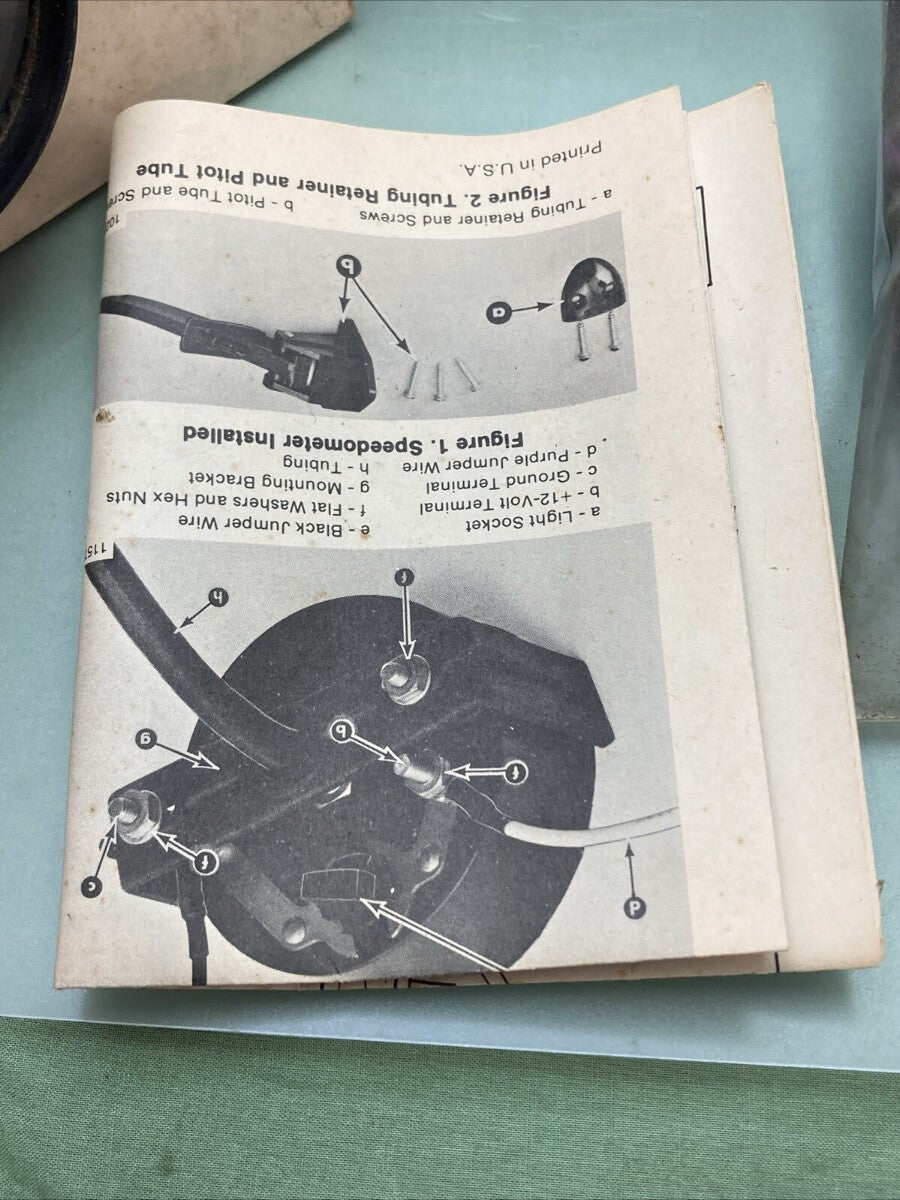 d
c
f
f
g
b
h
f
115
a - Light Socket
b - +12-Volt Terminal
c - Ground Terminal
d - Purple Jumper Wire
e - Black Jumper Wire
f - Flat Washers and Hex Nuts
g - Mounting Bracket
h - Tubing
Figure 1. Speedometer Installed
a
b
10
a - Tubing Retainer and Screws
b - Pitot Tube and Scre
Figure 2. Tubing Retainer and Pitot Tube
Printed in U.S.A.